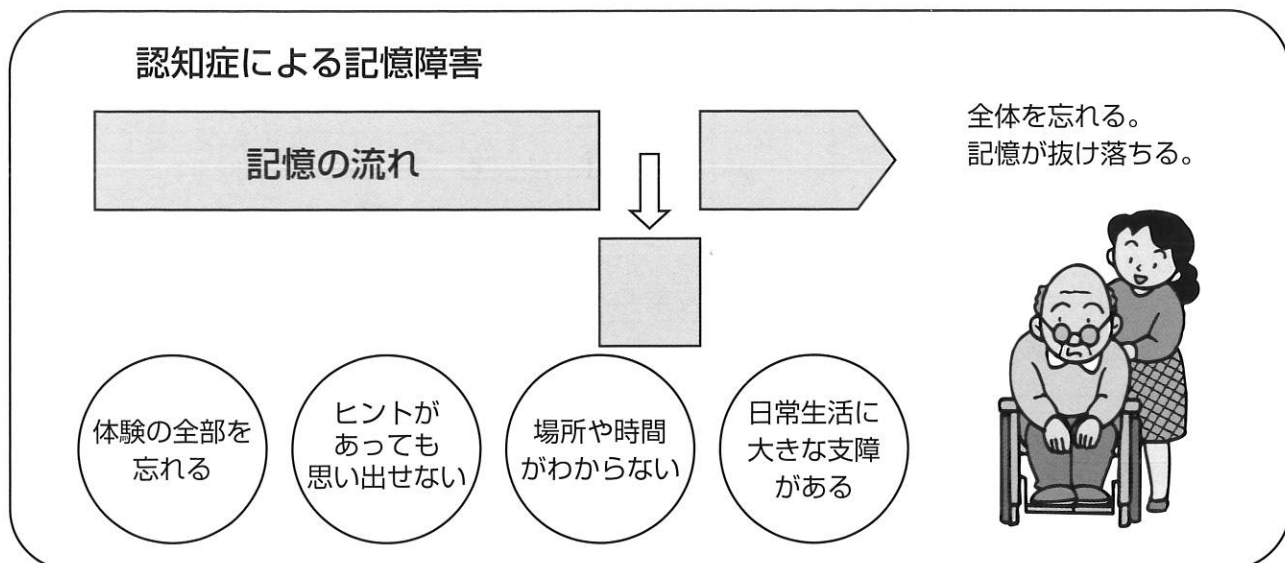 認知症による記憶障害
記憶の流れ
全体を忘れる。
記憶が抜け落ちる。
体験の全部を
忘れる
ヒントが
あっても
思い出せない
場所や時間
がわからない
日常生活に
大きな支障
がある